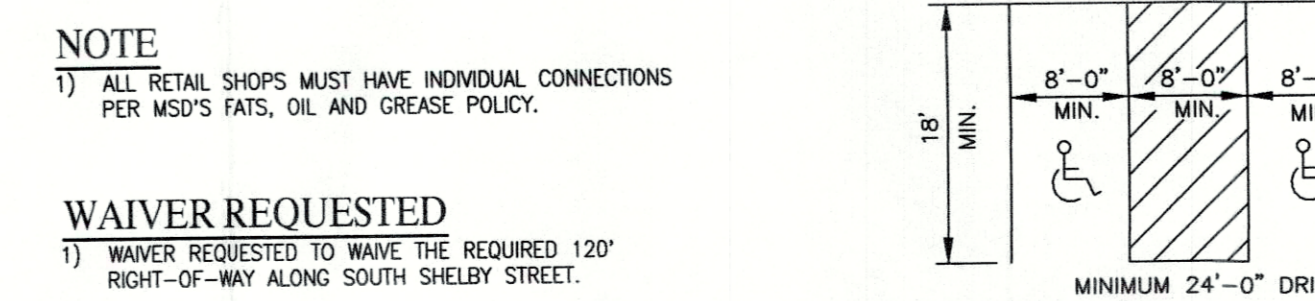 NOTE
1) ALL RETAIL SHOPS MUST HAVE INDIVIDUAL CONNECTIONS
PER MSD'S FATS, OIL AND GREASE POLICY.
WAIVER REQUESTED
1) WAIVER REQUESTED TO WAIVE THE REQUIRED 120'
RIGHT-OF-WAY ALONG SOUTH SHELBY STREET.
18'
MIN.
8'-0"
MIN.
8'-0"
MIN.
8'-
MINIMUM 24'-0"